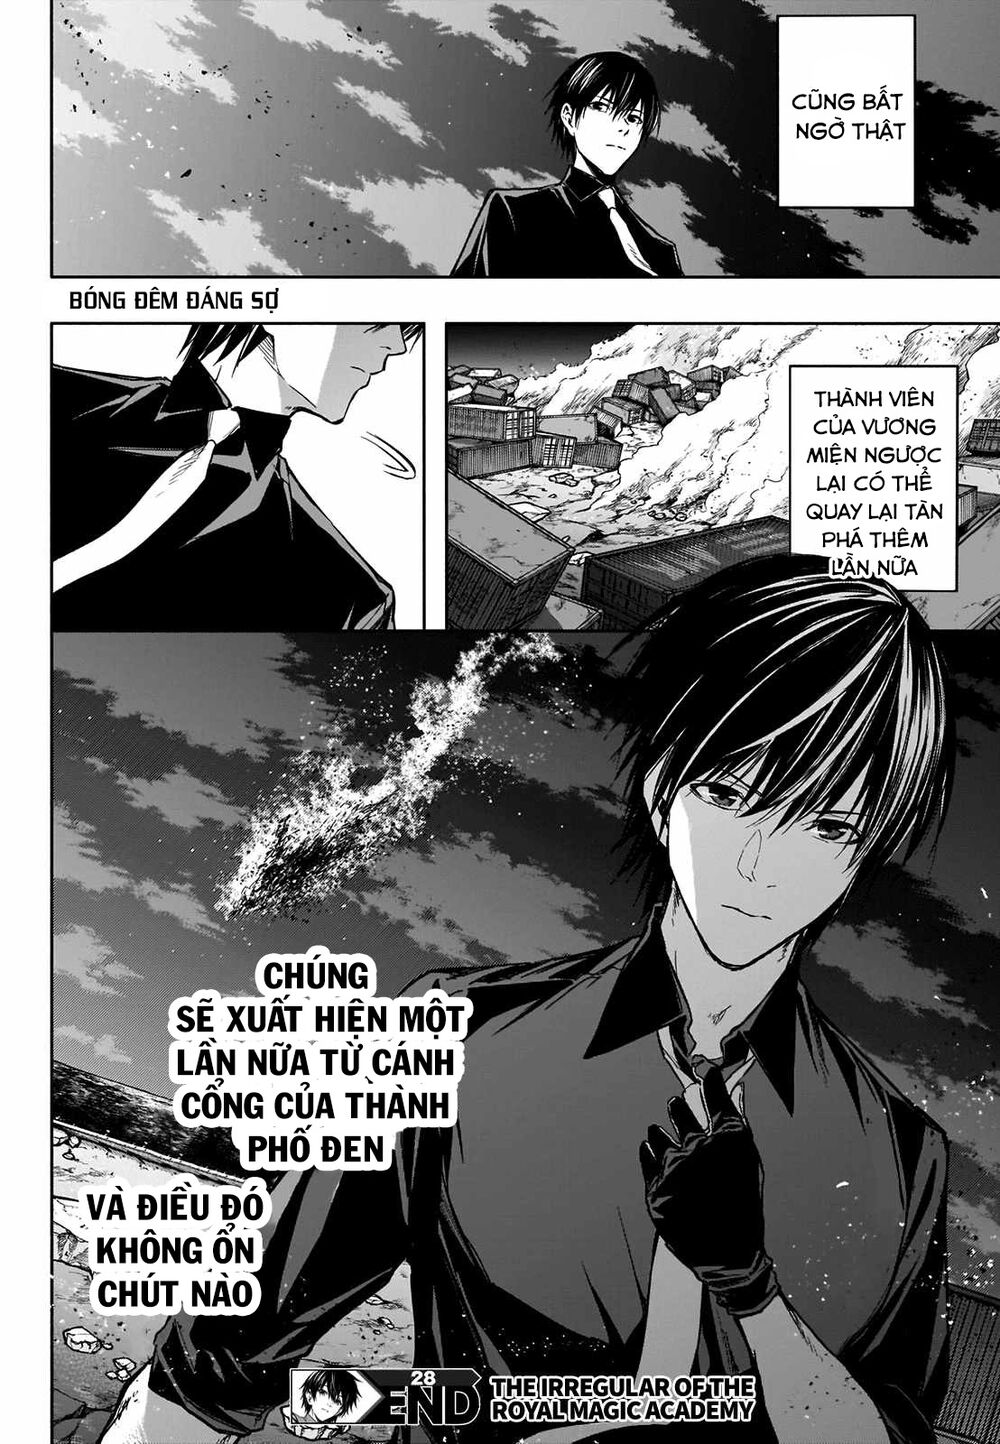 CŨNG BẤT
NGỜ THẬT
BÓNG ĐÊM ĐÁNG SỢ
THÀNH VIÊN
CỦA VƯƠNG
MIỆN NGƯỢC
LẠI CÓ THỂ
QUAY LẠI TÀN
PHÁ THÊM
LẦN NỮA
CHÚNG
SẼ XUẤT HIỆN MỘT
LẦN NỮA TỪ CÁNH
CỔNG CỦA THÀNH
PHỐ ĐEN
VÀ ĐIỀU ĐÓ
KHÔNG ỔN
CHÚT NÀO
28
END
THE IRREGULAR OF THE
ROYAL MAGIC ACADEMY